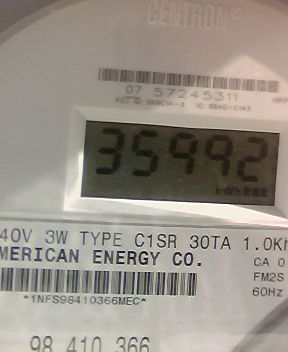 CENTRON®
07 57245311
35992
kWh
40V 3W TYPE C1SR 30TA 1.0Kh
MERICAN ENERGY CO.
CA 0
FM2S
60Hz
*1NFS98410366MEC*
98 410 366